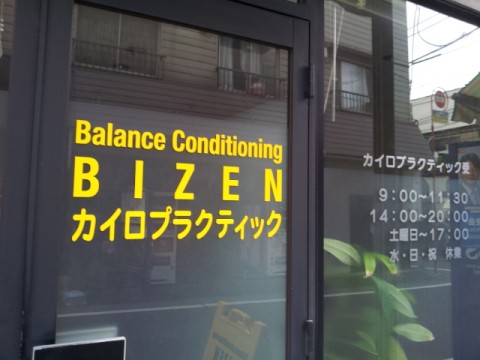 Balance Conditioning
BIZEN
カイロプラクティック
カイロプラクティック受
9:00〜11:30
14:00〜20:00
土曜日〜17:00
水・日・祝 休業